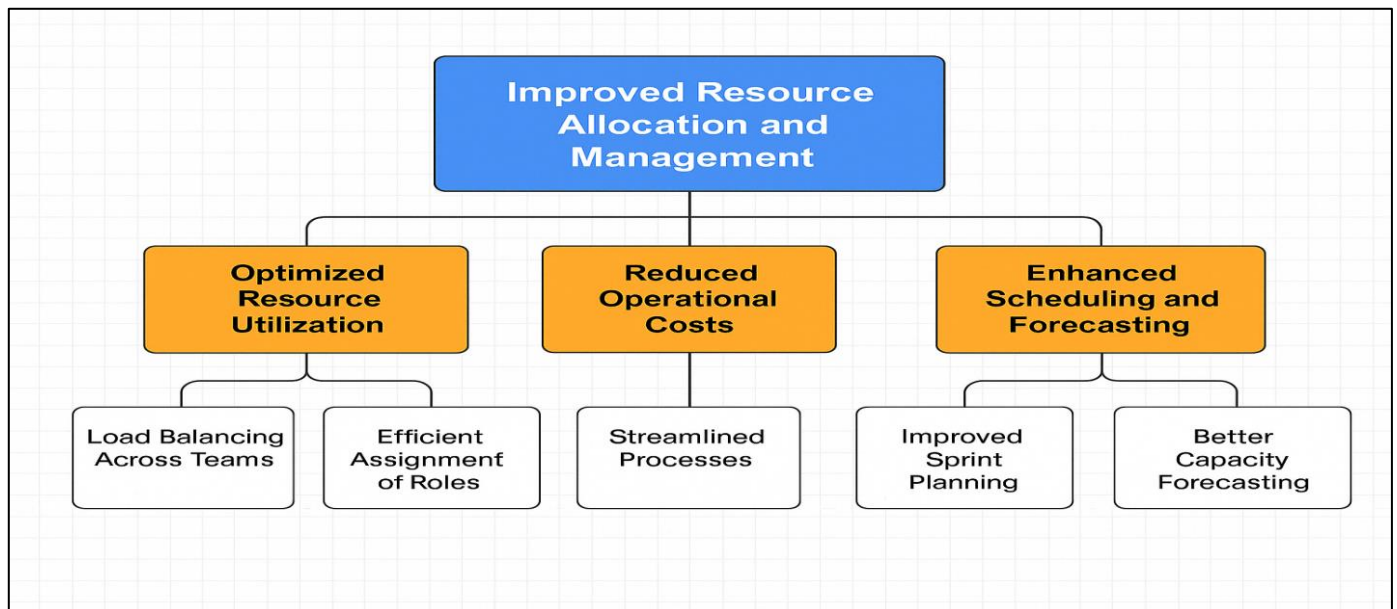 Improved Resource
Allocation and
Management
Optimized
Resource
Utilization
Reduced
Operational
Costs
Enhanced
Scheduling and
Forecasting
Load Balancing
Across Teams
Efficient
Assignment
of Roles
Streamlined
Processes
Improved
Sprint
Planning
Better
Capacity
Forecasting